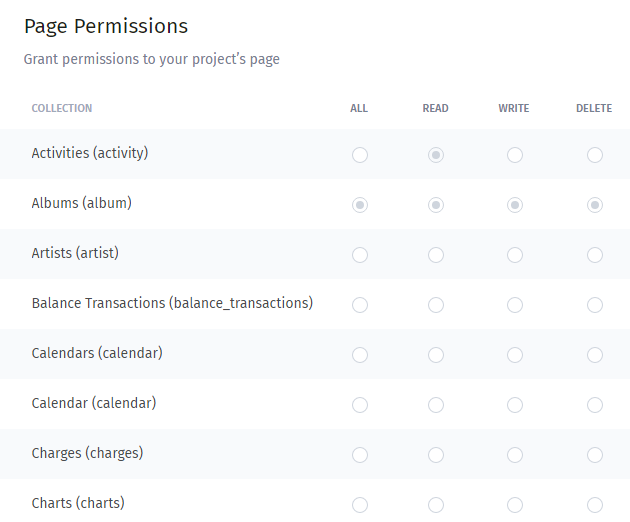 Page Permissions
Grant permissions to your project's page
COLLECTION ALL READ WRITE DELETE
Activities (activity)
Albums (album)
Artists (artist)
Balance Transactions (balance_transactions)
Calendars (calendar)
Calendar (calendar)
Charges (charges)
Charts (charts)